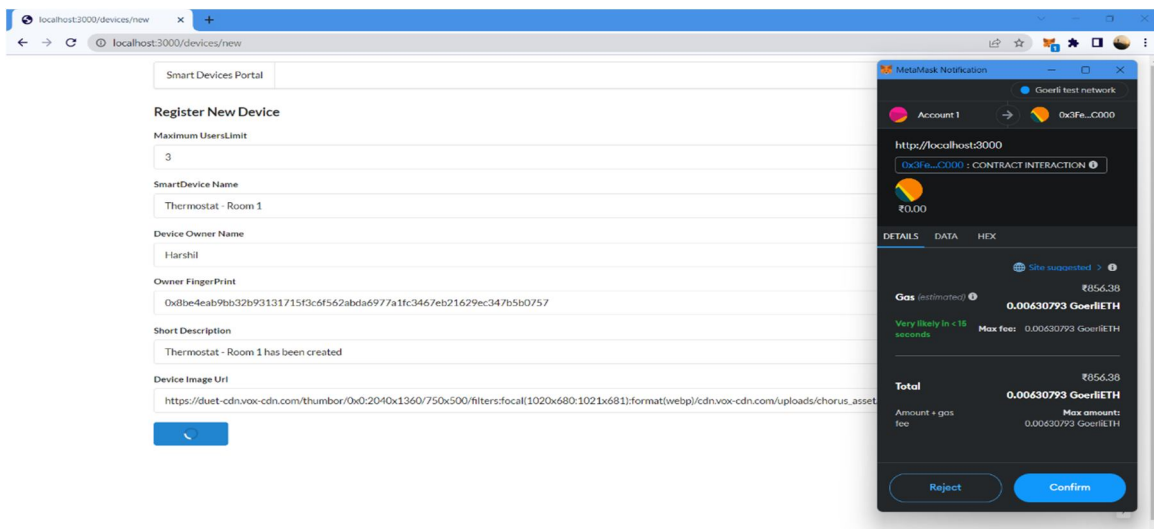 localhost:3000/devices/new
localhost:3000/devices/new
1
Smart Devices Portal
Register New Device
Maximum UsersLimit
3
SmartDevice Name
Thermostat - Room 1
Device Owner Name
Harshil
Owner FingerPrint
0x8be4eab9bb32b93131715f3c6f562abda6977a1fc3467eb21629ec347b5b0757
Short Description
Thermostat - Room 1 has been created
Device Image Url
https://duet-cdn.vox-cdn.com/thumbor/0x0:2040x1360/750x500/filters:focal(1020x680:1021x681):format(webp)/cdn.vox-cdn.com/uploads/chorus_asset
MetaMask Notification
Goerli test network
Account 1
0x3Fe...C000
http://localhost:3000
0x3Fe...C000 : CONTRACT INTERACTION
₹0.00
DETAILS DATA HEX
Site suggested >
₹856.38
Gas (estimated)
0.00630793 GoerliETH
Very likely in < 15 seconds
Max fee: 0.00630793 GoerliETH
₹856.38
Total
0.00630793 GoerliETH
Amount + gas fee
Max amount:
0.00630793 GoerliETH
Reject Confirm